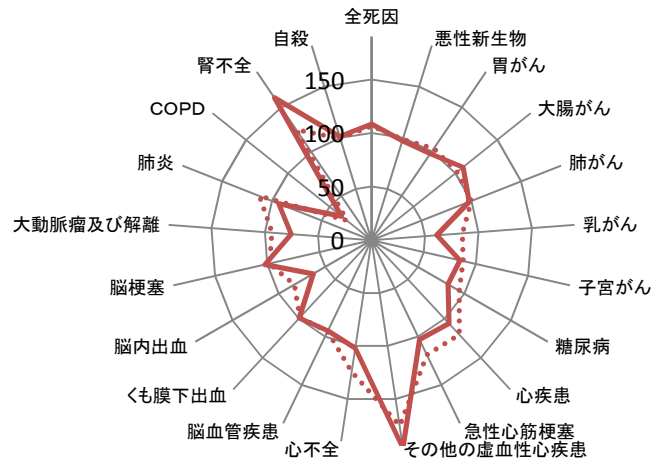 全死因
悪性新生物
胃がん
大腸がん
肺がん
乳がん
子宮がん
糖尿病
心疾患
急性心筋梗塞
その他の虚血性心疾患
心不全
脳血管疾患
くも膜下出血
脳内出血
脳梗塞
大動脈瘤及び解離
肺炎
COPD
腎不全
自殺
150
100
50
0